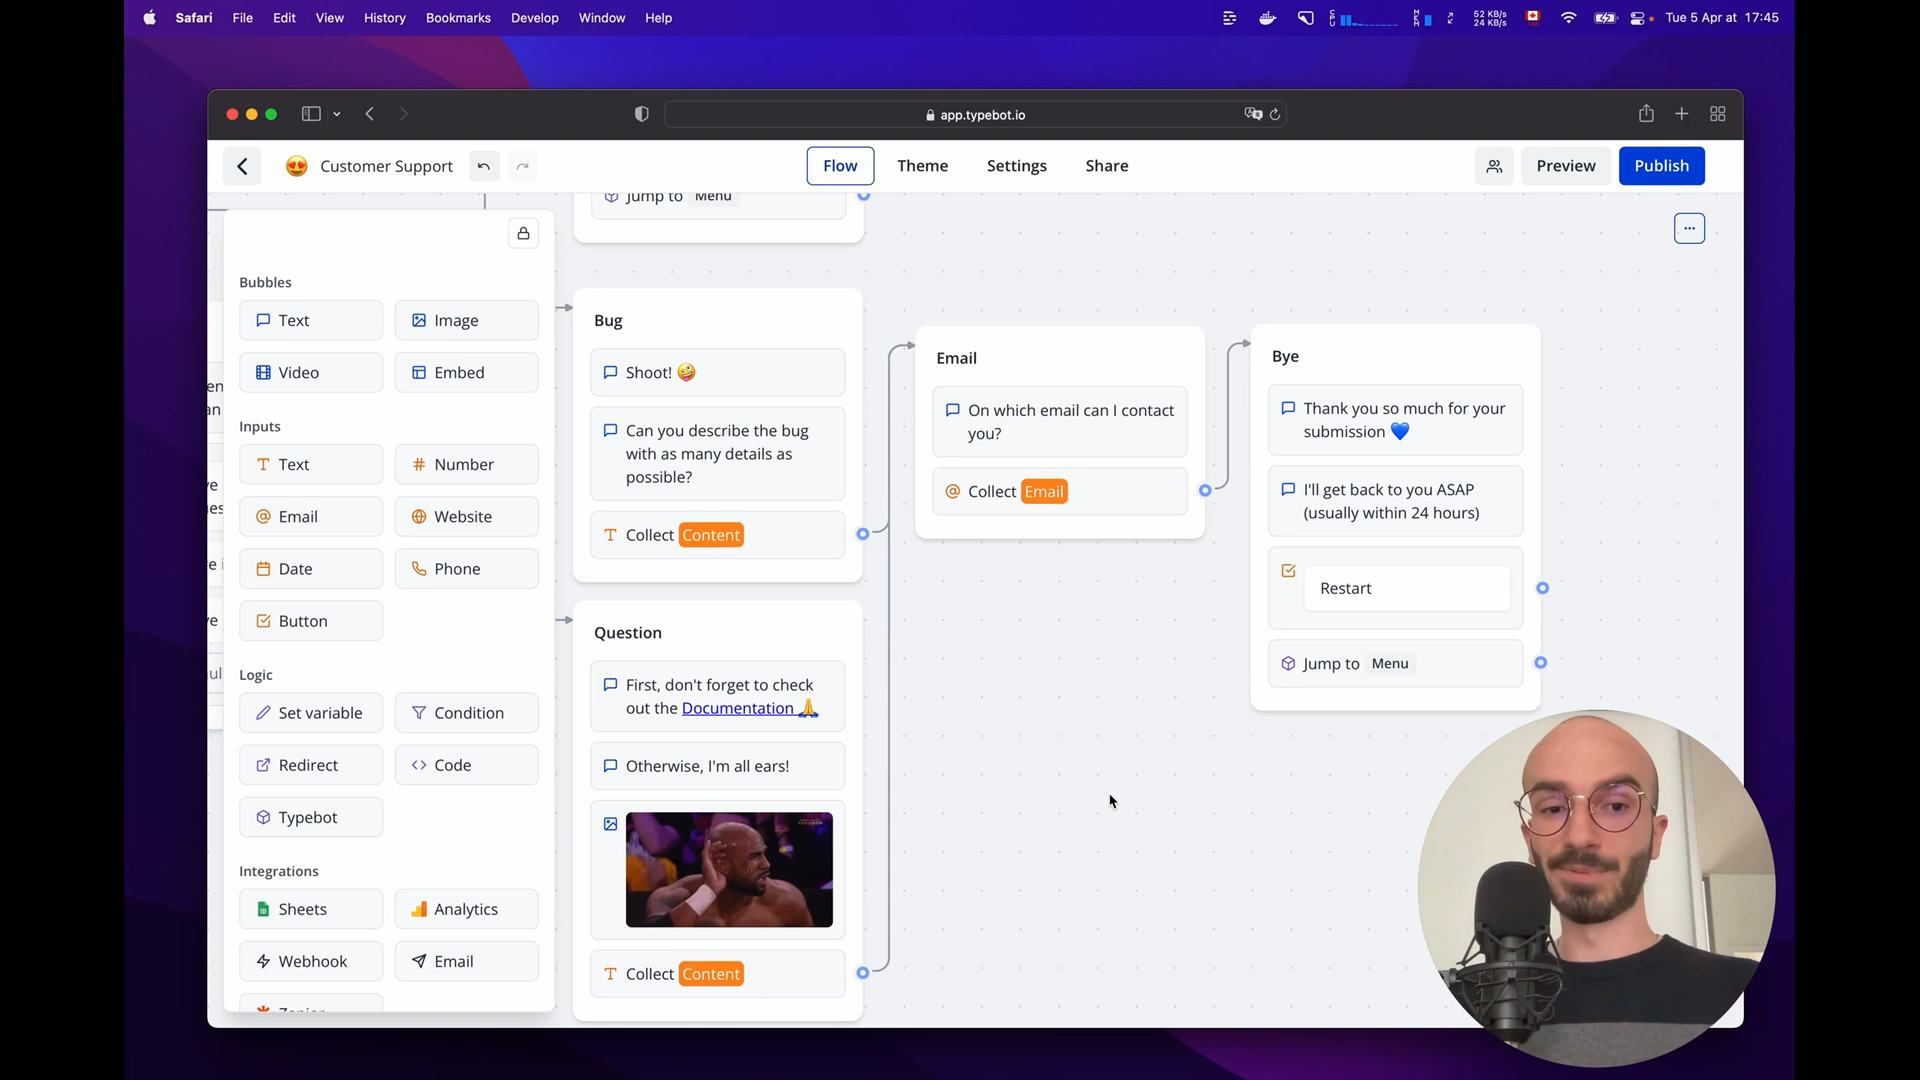 Safari File Edit View History Bookmarks Develop Window Help
CPU MEM 52 KB/s 24 KB/s Tue 5 Apr at 17:45
app.typebot.io
Customer Support
Flow Theme Settings Share
Preview Publish
Jump to Menu
Bubbles
Text Image
Video Embed
Inputs
Text Number
Email Website
Date Phone
Button
Logic
Set variable Condition
Redirect Code
Typebot
Integrations
Sheets Analytics
Webhook Email
Bug
Shoot! 🤪
Can you describe the bug
with as many details as
possible?
Collect Content
Question
First, don't forget to check
out the Documentation 🙏
Otherwise, I'm all ears!
Collect Content
Email
On which email can I contact
you?
Collect Email
Bye
Thank you so much for your
submission 💙
I'll get back to you ASAP
(usually within 24 hours)
Restart
Jump to Menu